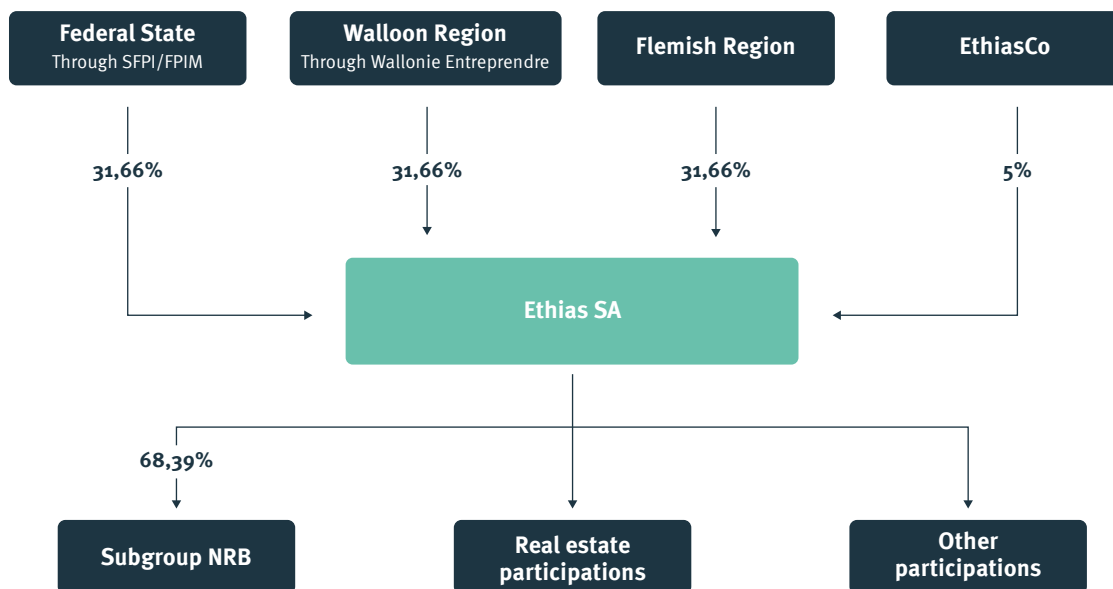 Federal State
Through SFPI/FPIM
Walloon Region
Through Wallonie Entreprendre
Flemish Region
EthiasCo
31,66%
31,66%
31,66%
5%
Ethias SA
68,39%
Subgroup NRB
Real estate
participations
Other
participations